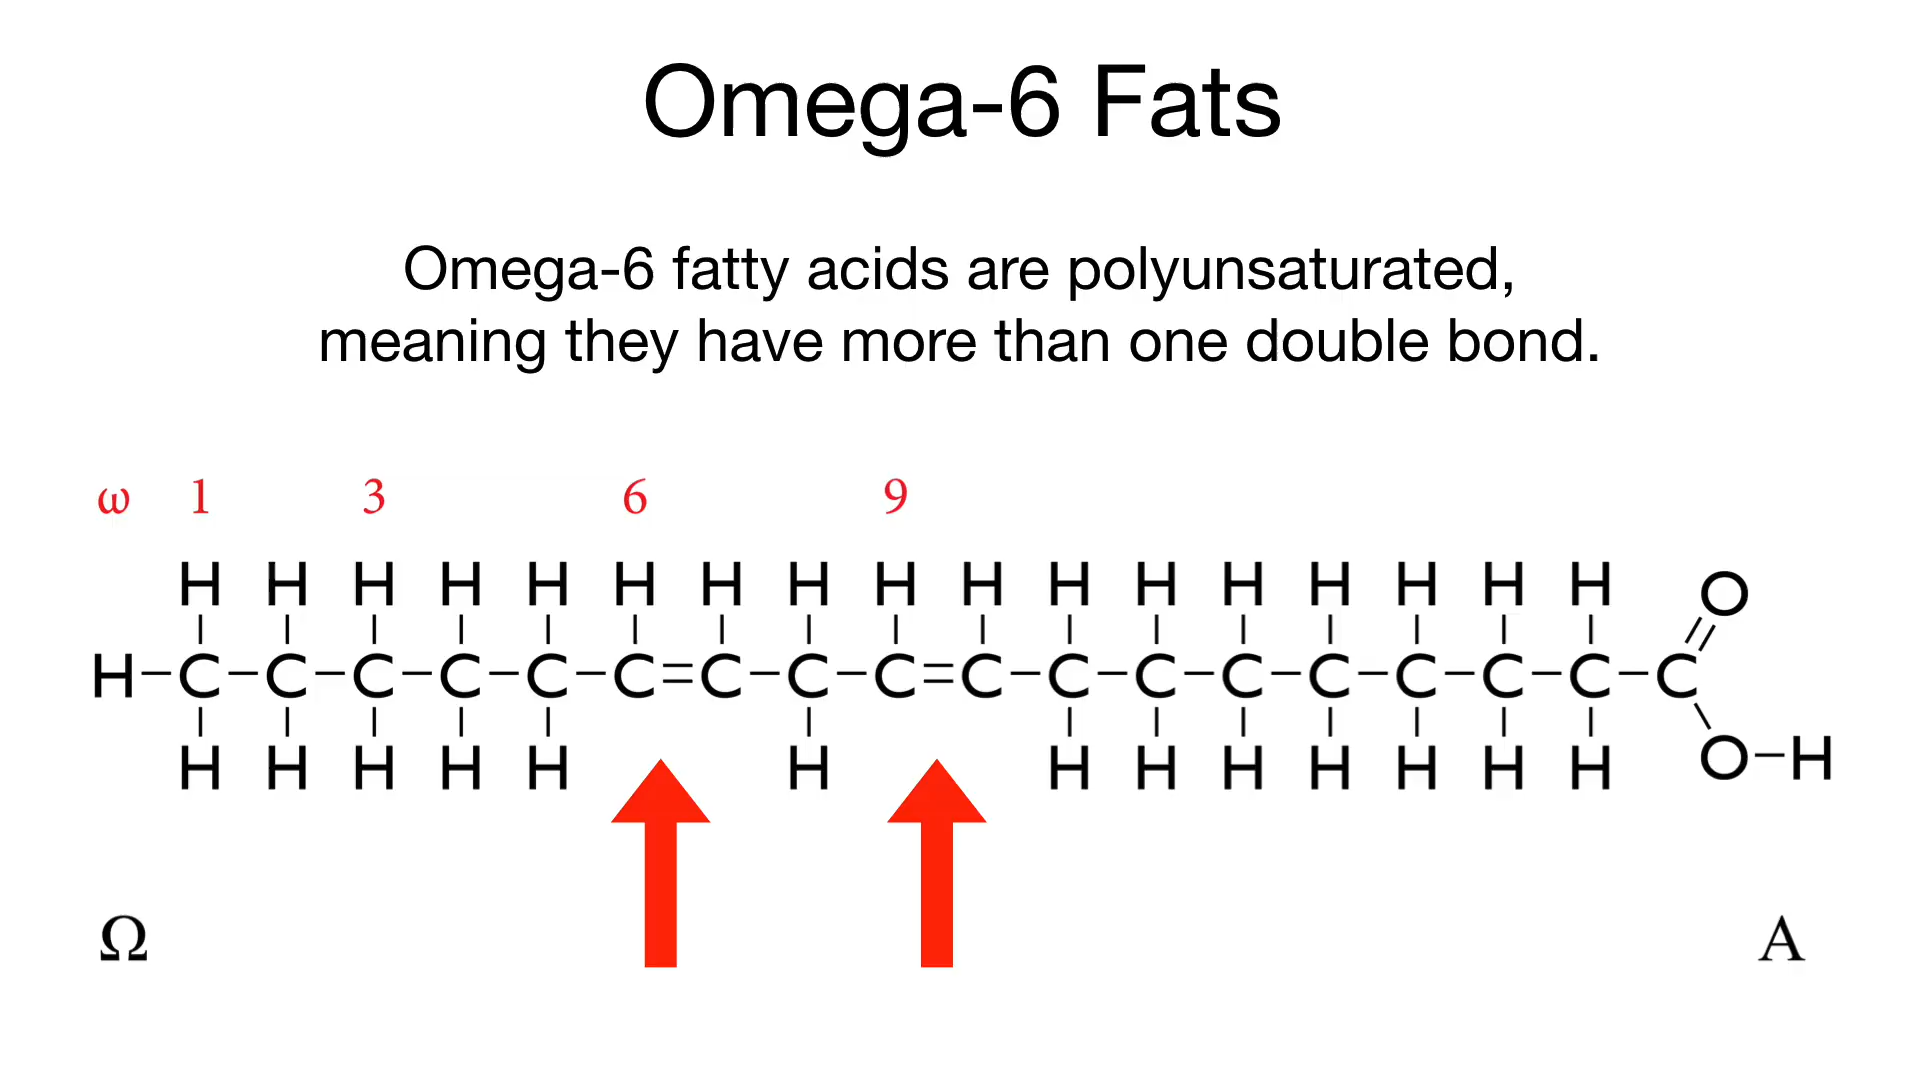 Omega-6 Fats
Omega-6 fatty acids are polyunsaturated,
meaning they have more than one double bond.
ω 1 3 6 9
H H H H H H H H H H H H H H H H H O
H–C–C–C–C–C–C=C–C–C=C–C–C–C–C–C–C–C–C
H H H H H H H H H H H H H O–H
Ω A